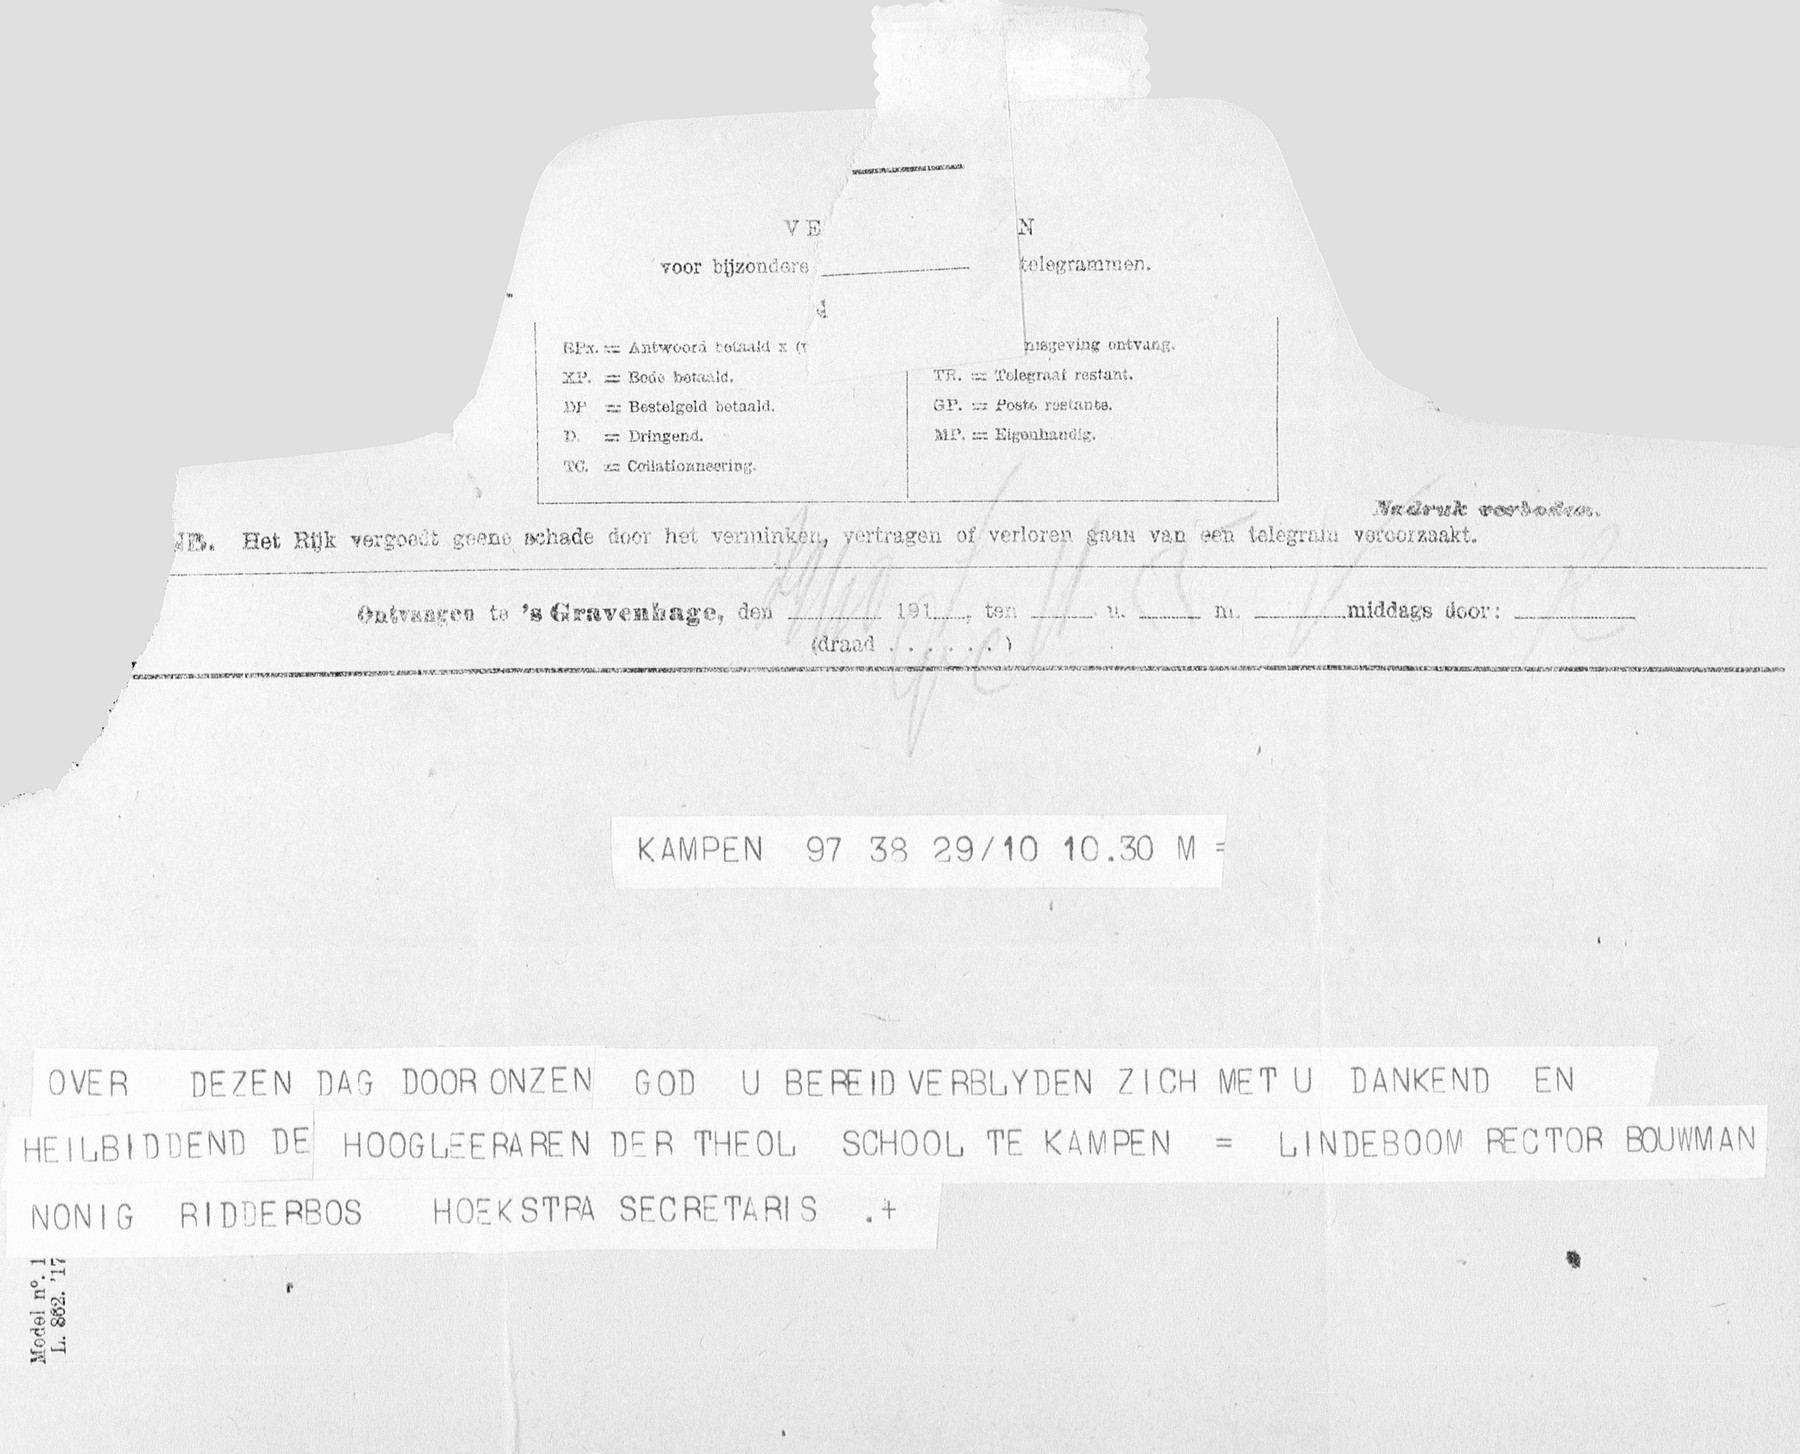 VE N
voor bijzondere telegrammen.
RPx. = Antwoord betaald x (v
XP. = Bode betaald.
DP = Bestelgeld betaald.
D. = Dringend.
TC. = Collationneering.
nisgeving ontvang.
TR. = Telegraaf restant.
GP. = Poste restante.
MP. = Eigenhandig.
Nadruk verboden.
NB. Het Rijk vergoedt geene schade door het verminken, vertragen of verloren gaan van een telegram veroorzaakt.
Ontvangen te 's Gravenhage, den 191 , ten u. m. middags door:
(draad . . . . . . )
KAMPEN 97 38 29/10 10.30 M =
OVER DEZEN DAG DOOR ONZEN GOD U BEREID VERBLYDEN ZICH MET U DANKEND EN
HEILBIDDEND DE HOOGLEERAREN DER THEOL SCHOOL TE KAMPEN = LINDEBOOM RECTOR BOUWMAN
NONIG RIDDERBOS HOEKSTRA SECRETARIS .+
Model n°. 1
L. 862. '17